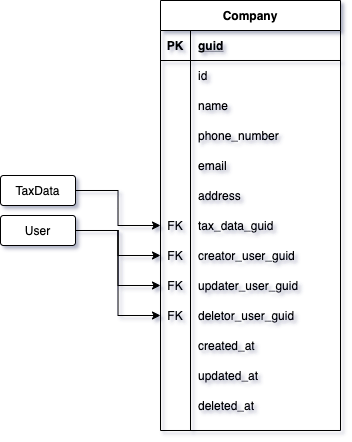 Company
PK guid
id
name
phone_number
email
address
TaxData
FK tax_data_guid
User
FK creator_user_guid
FK updater_user_guid
FK deletor_user_guid
created_at
updated_at
deleted_at